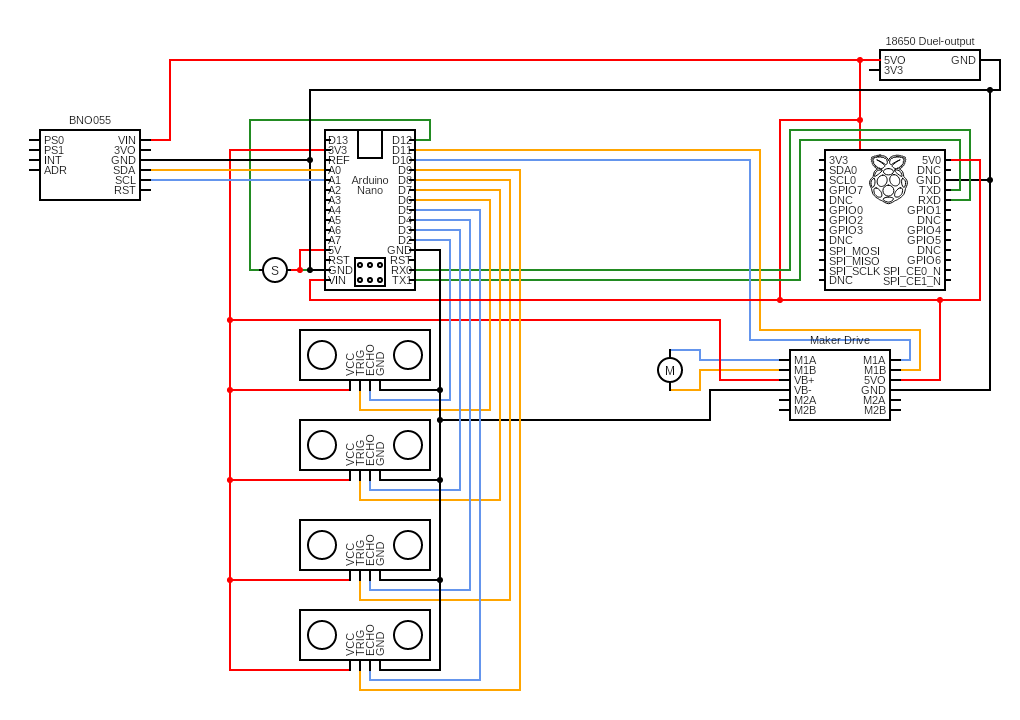 18650 Duel-output
5VO GND
3V3
BNO055
PS0 VIN
PS1 3VO
INT GND
ADR SDA
SCL
RST
D13 D12
3V3 D11
REF D10
A0 D9
A1 D8
A2 D7
A3 D6
A4 D5
A5 D4
A6 D3
A7 D2
5V GND
RST RST
GND RX0
VIN TX1
Arduino
Nano
S
3V3 5V0
SDA0 DNC
SCL0 GND
GPIO7 TXD
DNC RXD
GPIO0 GPIO1
GPIO2 DNC
GPIO3 GPIO4
DNC GPIO5
SPI_MOSI DNC
SPI_MISO GPIO6
SPI_SCLK SPI_CE0_N
DNC SPI_CE1_N
VCC
TRIG
ECHO
GND
Maker Drive
M1A M1A
M1B M1B
VB+ 5VO
VB- GND
M2A M2A
M2B M2B
M
VCC
TRIG
ECHO
GND
VCC
TRIG
ECHO
GND
VCC
TRIG
ECHO
GND